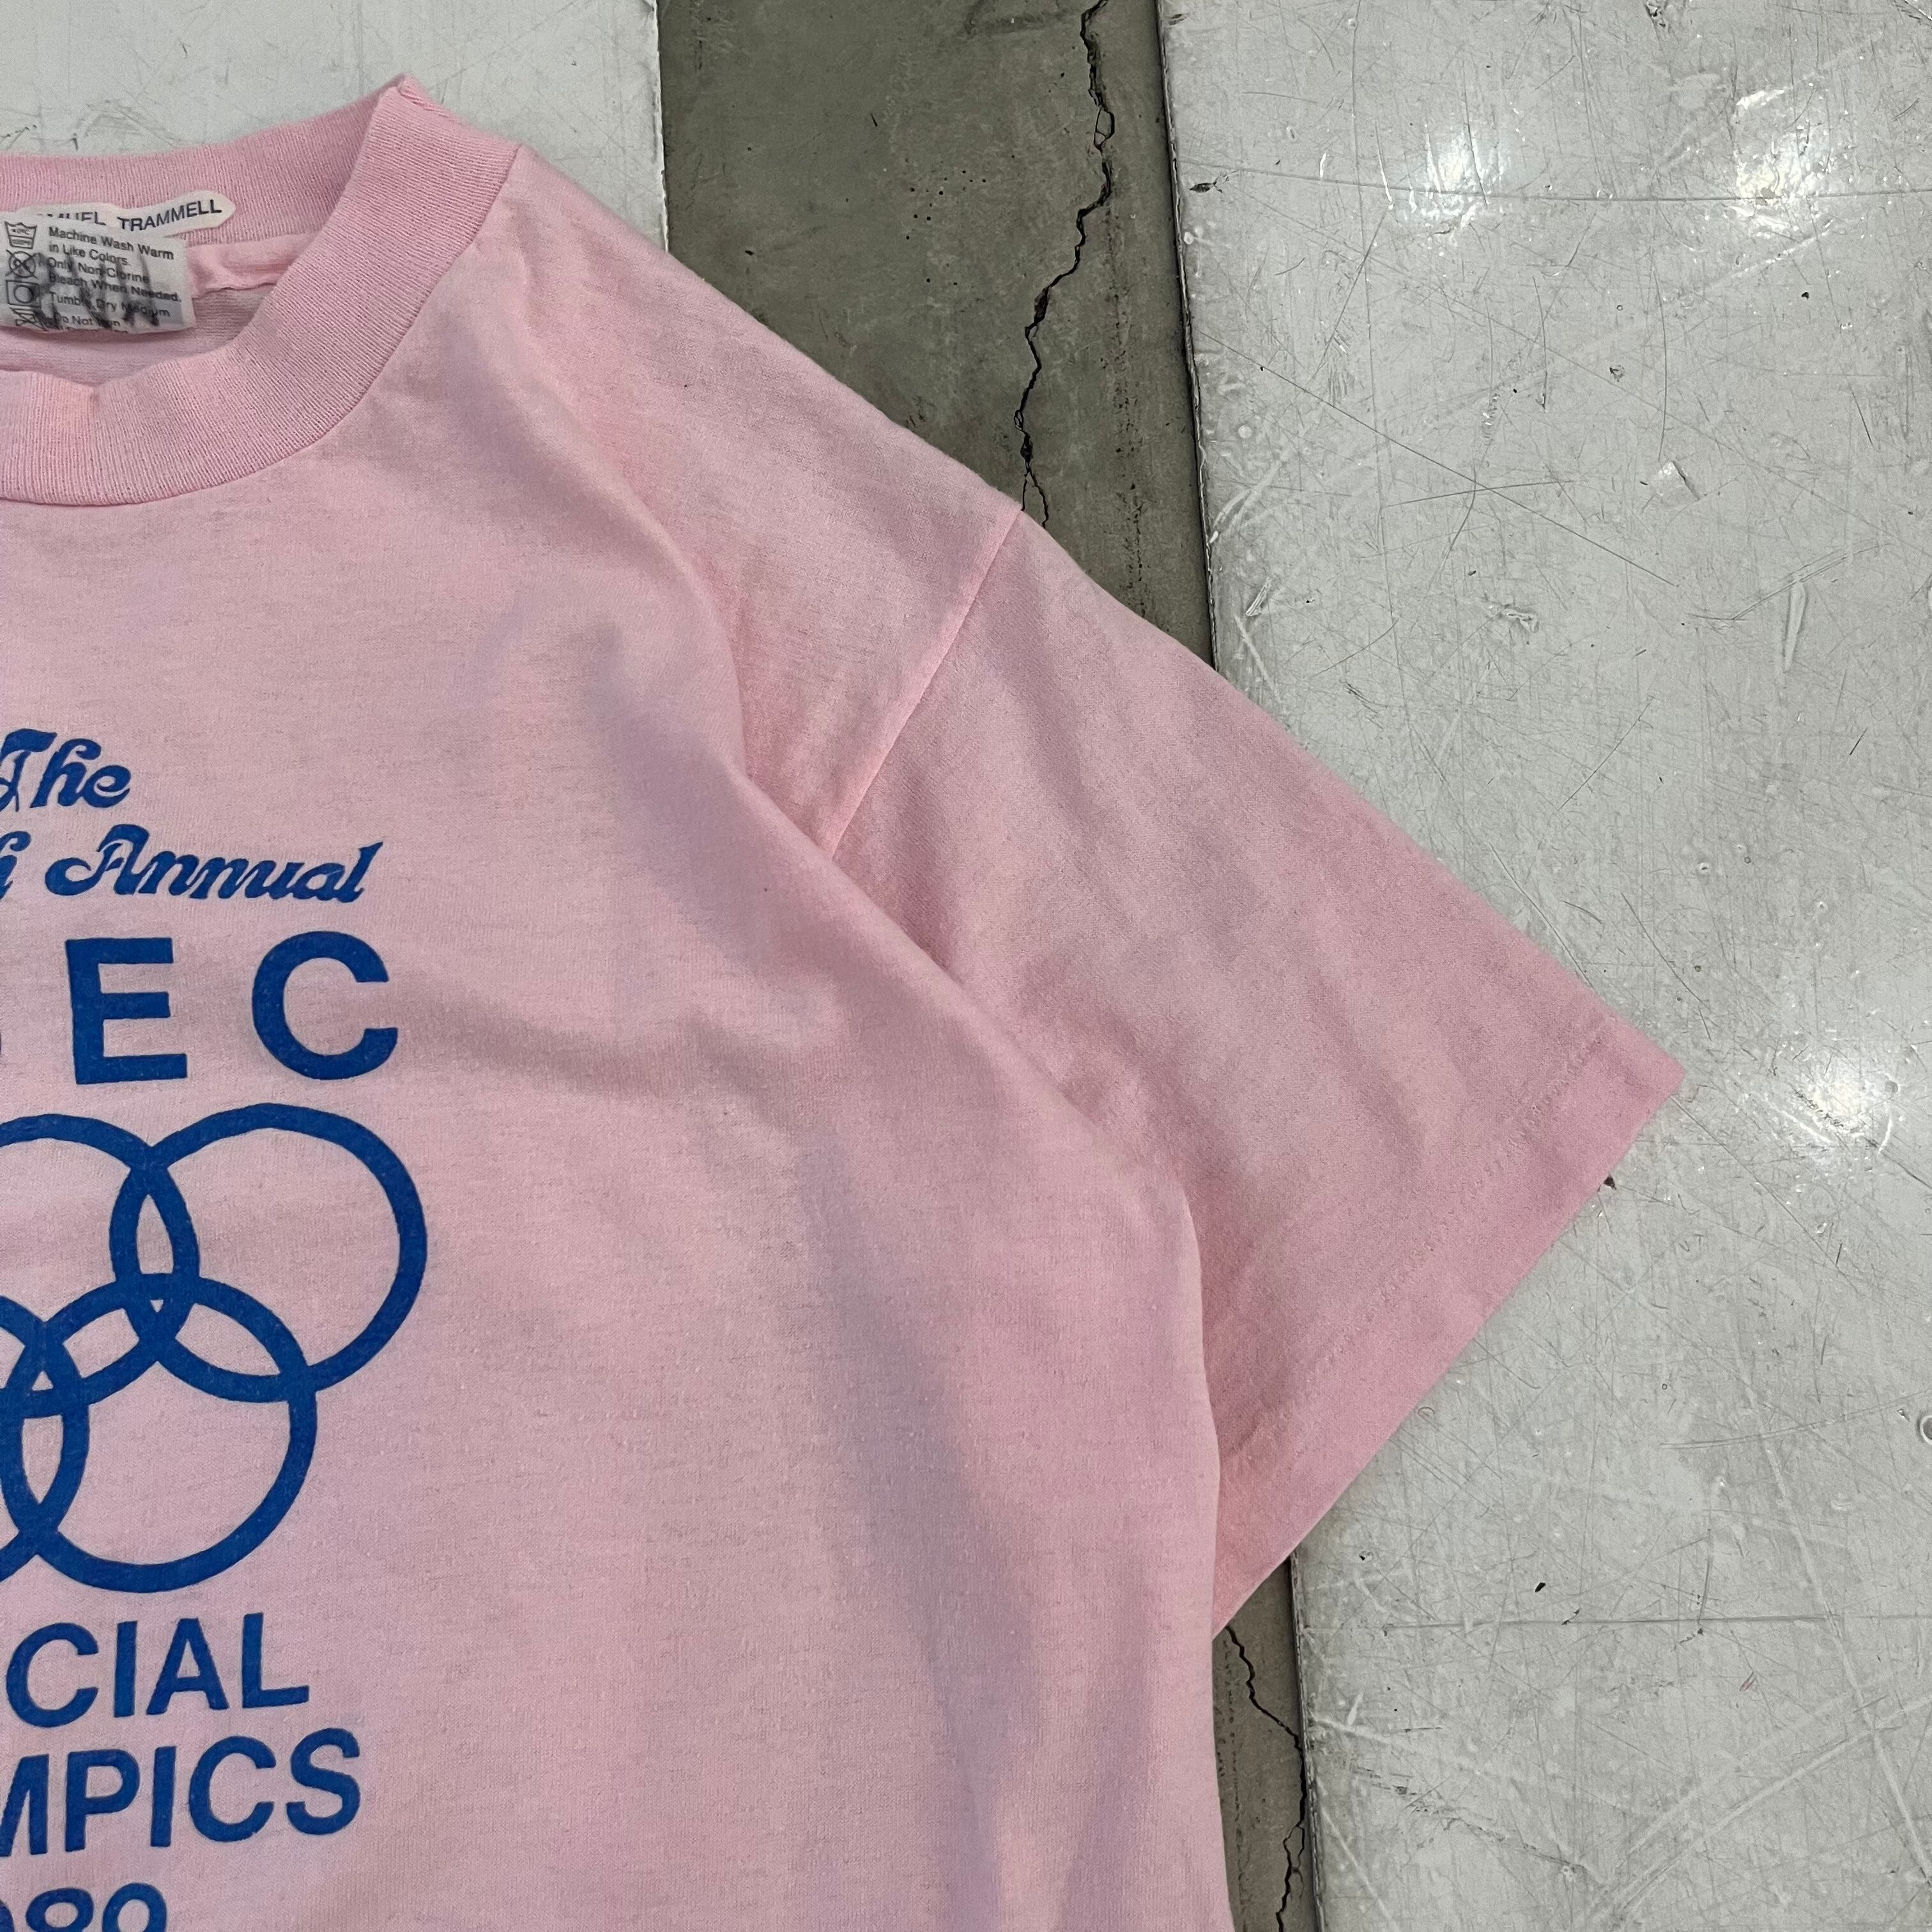 TRAMMELL
Machine Wash Warm
in Like Colors.
Only Non-Clorine
Bleach When Needed.
Tumble Dry Medium
Do Not Iron
The
Annual
EC
CIAL
MPICS